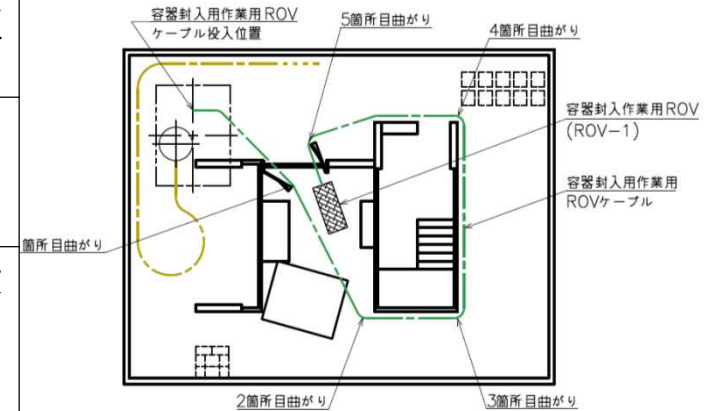 容器封入用作業用ROV
ケーブル投入位置
5箇所目曲がり
4箇所目曲がり
容器封入作業用ROV
(ROV-1)
容器封入用作業用
ROVケーブル
箇所目曲がり
2箇所目曲がり
3箇所目曲がり